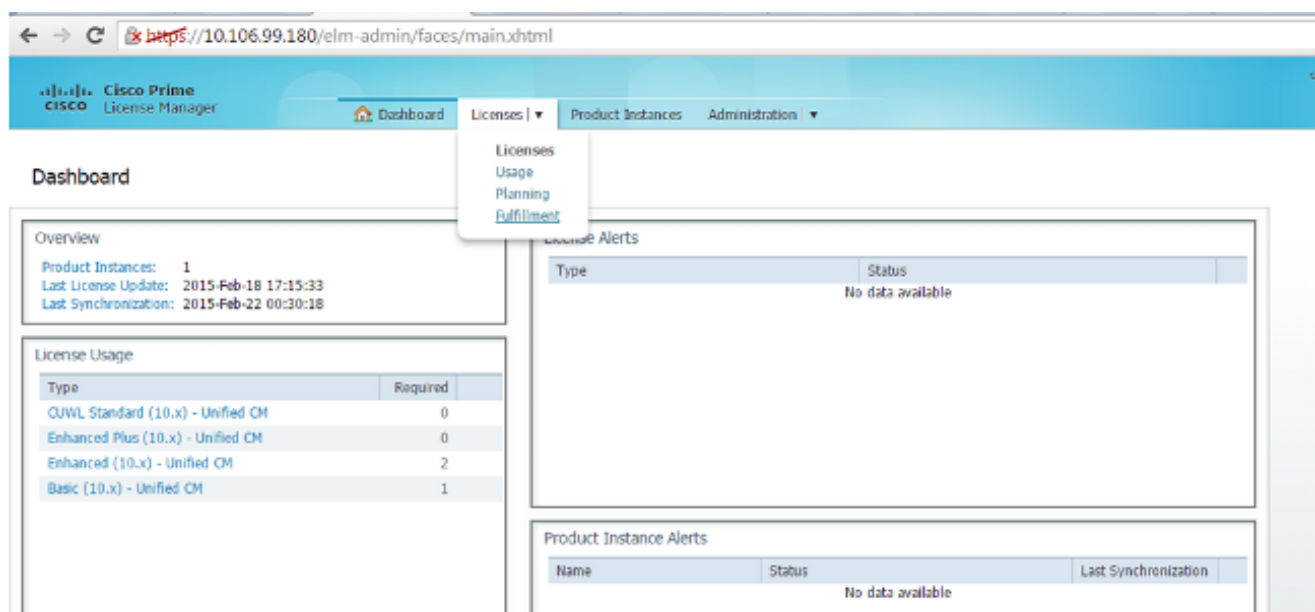 https://10.106.99.180/elm-admin/faces/main.xhtml
Cisco Prime
CISCO License Manager
Dashboard Licenses ▼ Product Instances Administration ▼
Licenses
Usage
Planning
Fulfillment
Dashboard
Overview
Product Instances: 1
Last License Update: 2015-Feb-18 17:15:33
Last Synchronization: 2015-Feb-22 00:30:18
License Usage
Type Required
CUWL Standard (10.x) - Unified CM 0
Enhanced Plus (10.x) - Unified CM 0
Enhanced (10.x) - Unified CM 2
Basic (10.x) - Unified CM 1
License Alerts
Type Status
No data available
Product Instance Alerts
Name Status Last Synchronization
No data available